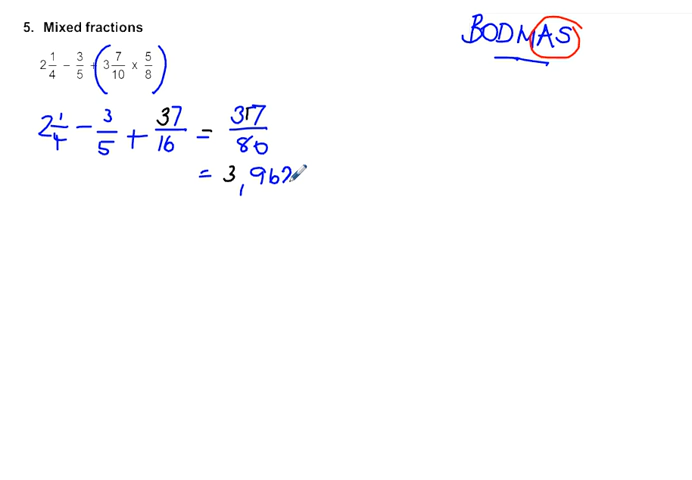 5. Mixed fractions
BODMAS
2 1/4 − 3/5 + (3 7/10 x 5/8)
2 1/4 − 3/5 + 37/16 = 317/80
= 3,962